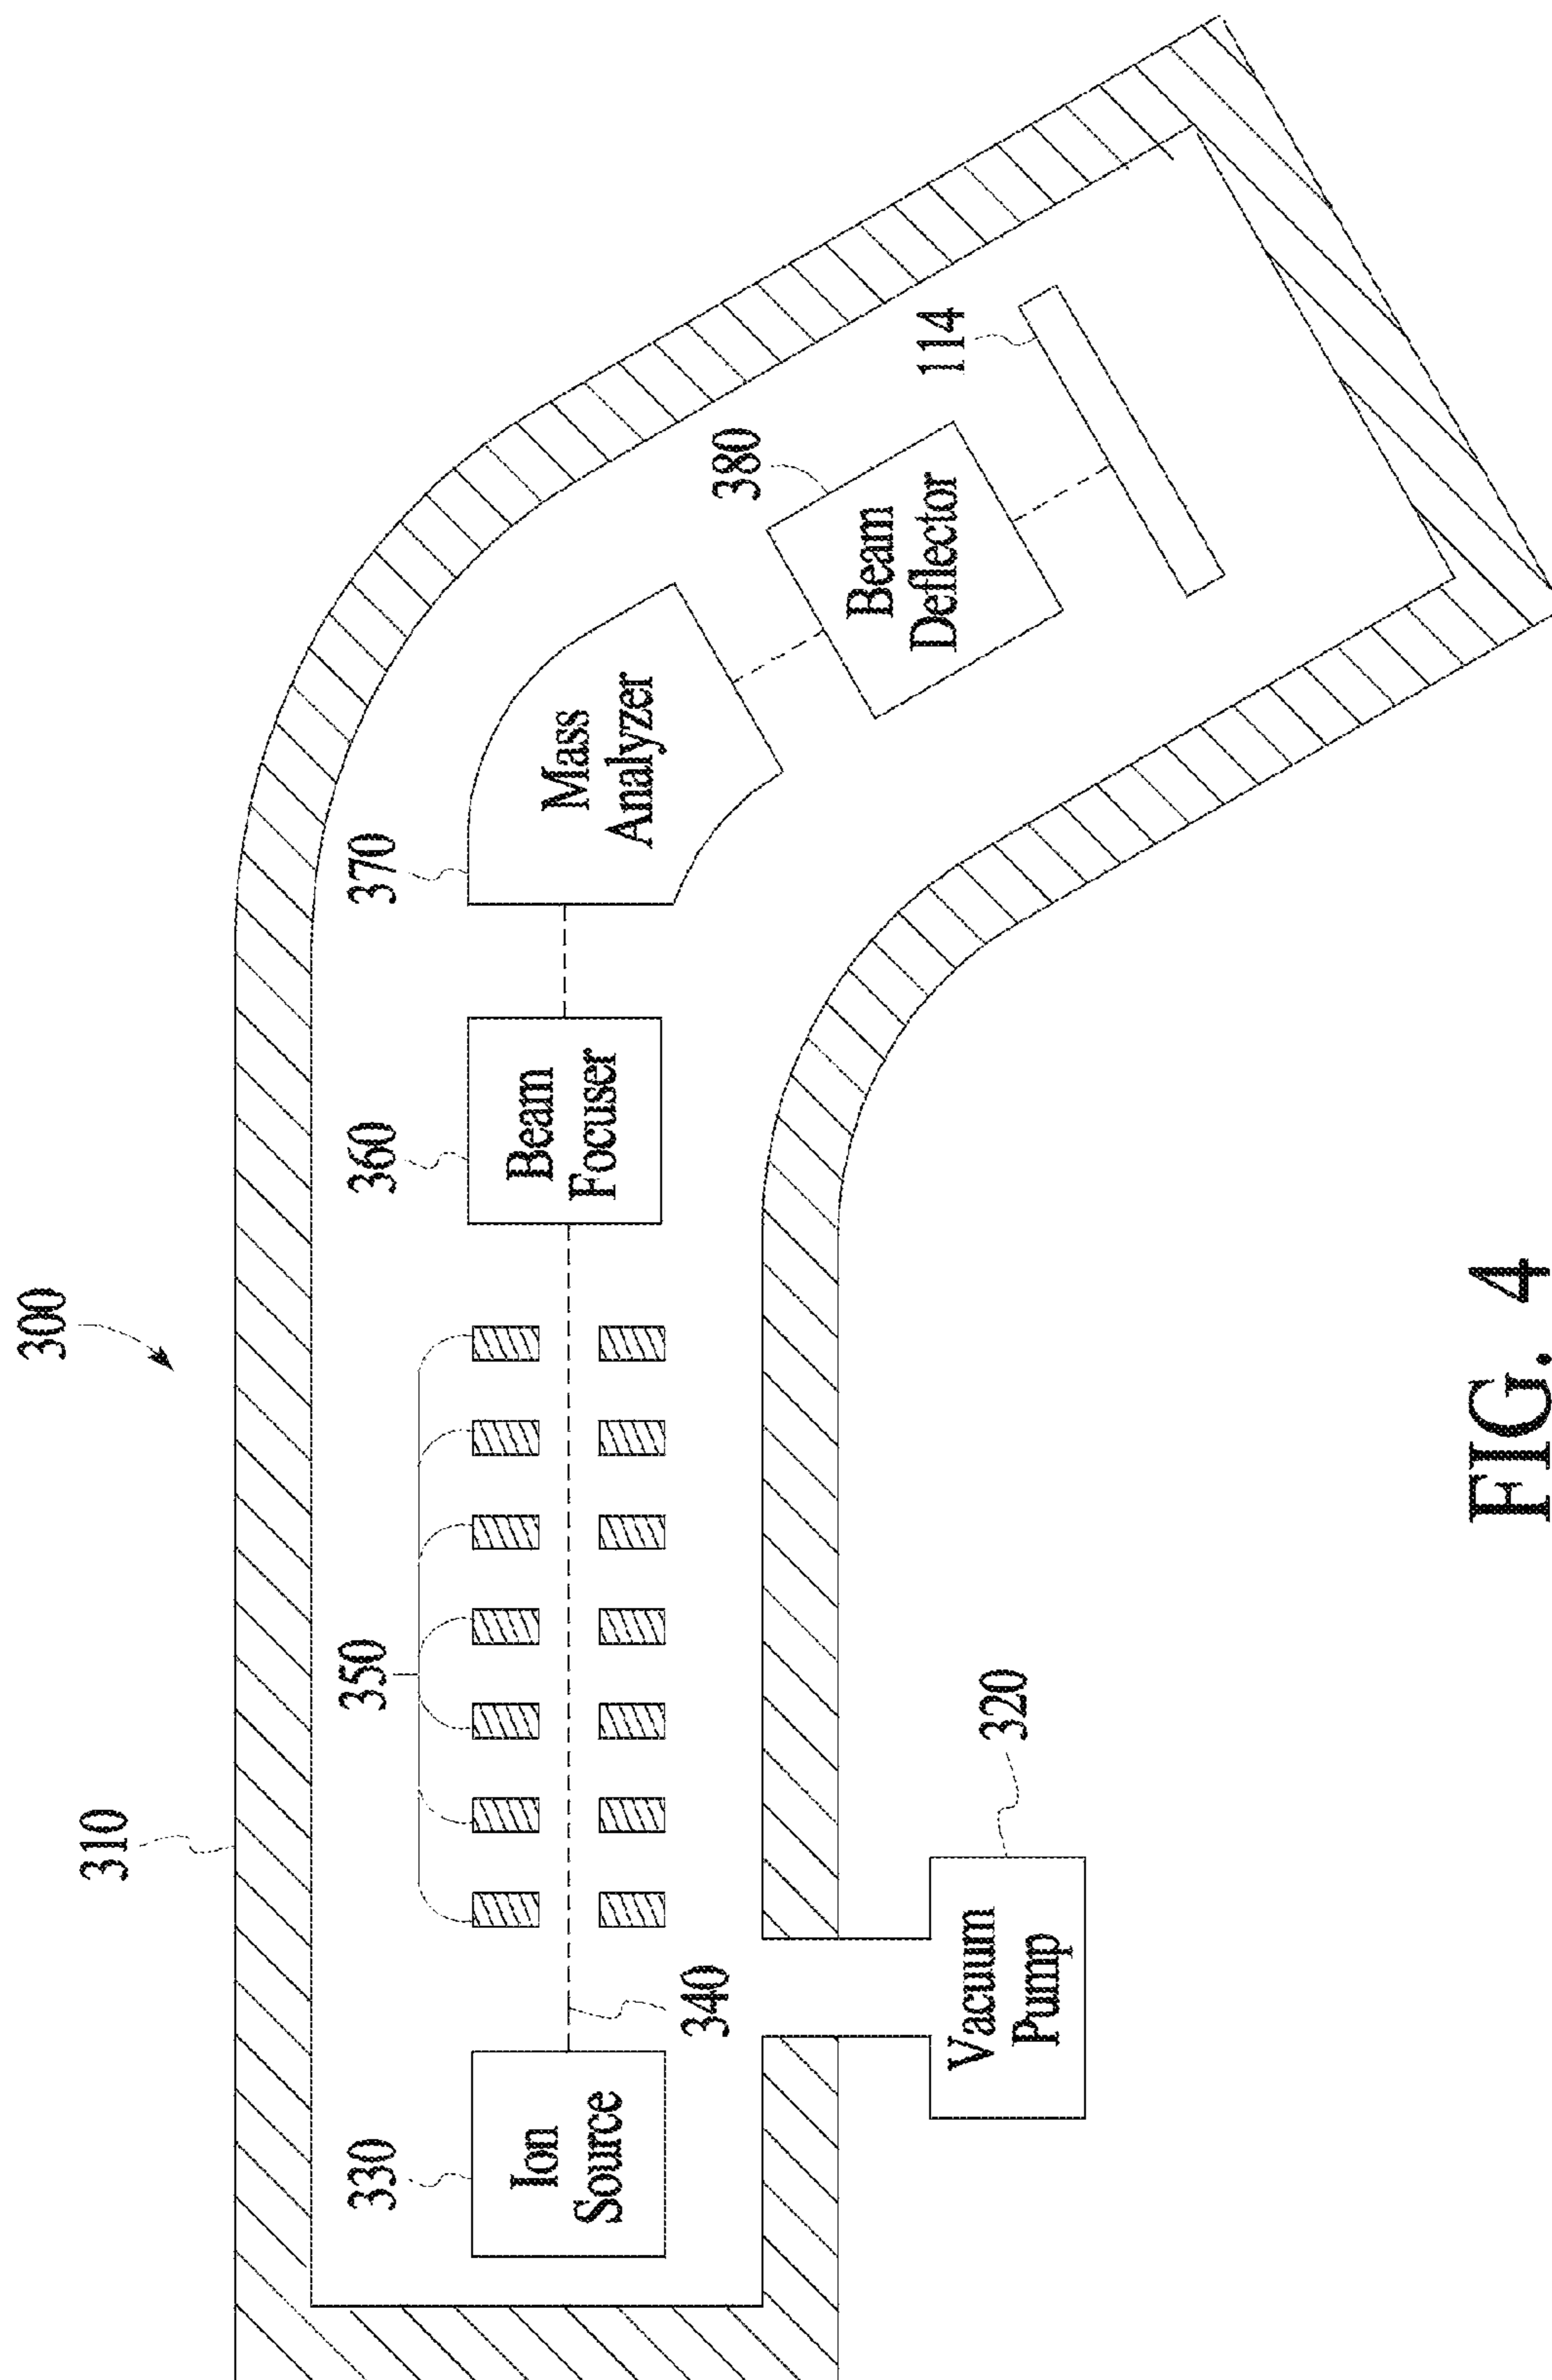 300
310
350
360
370
330
Ion
Source
340
Beam
Focuser
Mass
Analyzer
380
Beam
Deflector
114
Vacuum
Pump
320
FIG. 4